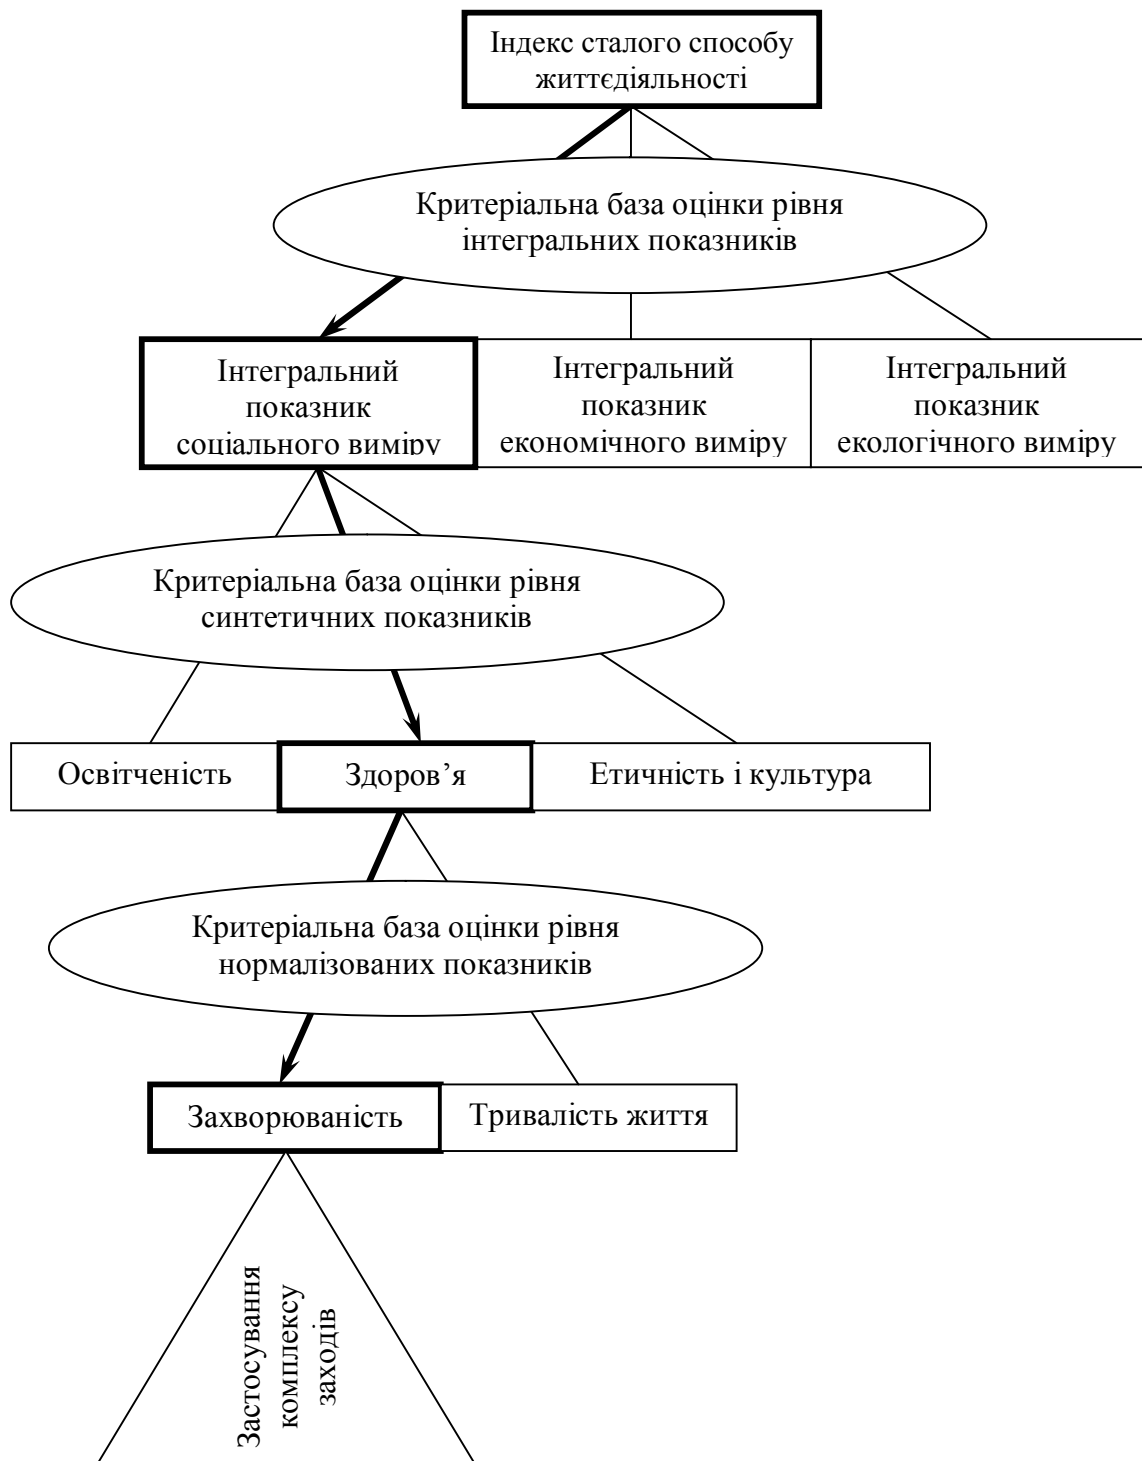 Індекс сталого способу
життєдіяльності
Критеріальна база оцінки рівня
інтегральних показників
Інтегральний
показник
соціального виміру
Інтегральний
показник
економічного виміру
Інтегральний
показник
екологічного виміру
Критеріальна база оцінки рівня
синтетичних показників
Освітченість
Здоров’я
Етичність і культура
Критеріальна база оцінки рівня
нормалізованих показників
Захворюваність
Тривалість життя
Застосування
комплексу
заходів